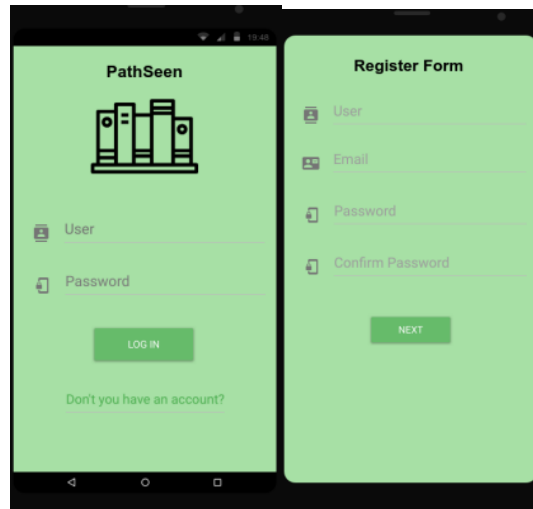 19:48
PathSeen
User
Password
LOG IN
Don't you have an account?
Register Form
User
Email
Password
Confirm Password
NEXT